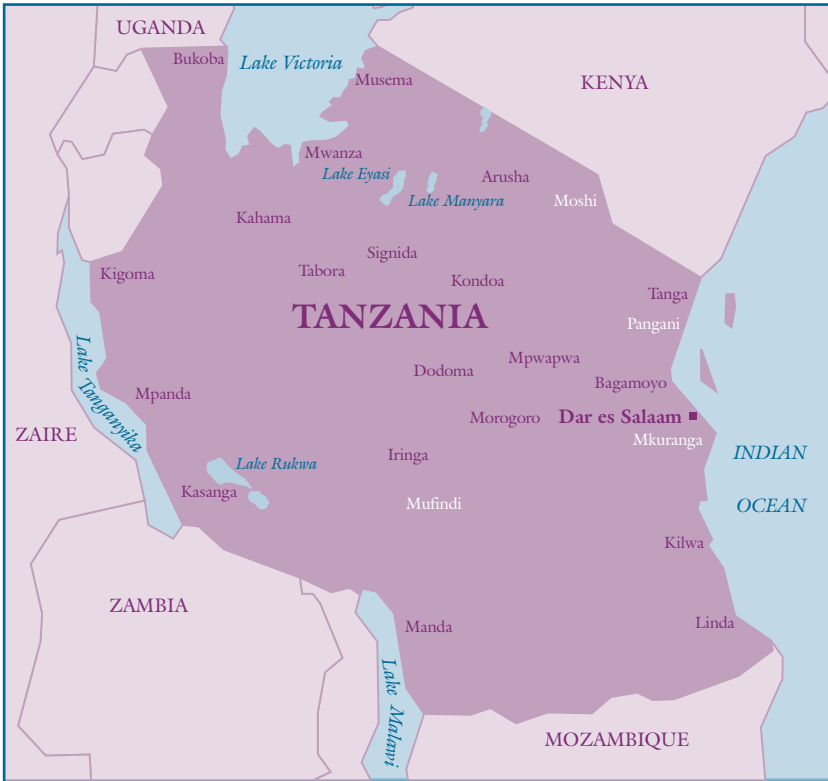 UGANDA
Bukoba
Lake Victoria
Musema
KENYA
Mwanza
Lake Eyasi
Arusha
Lake Manyara
Moshi
Kahama
Signida
Kigoma
Tabora
Kondoa
Tanga
TANZANIA
Pangani
Lake Tanganyika
Dodoma
Mpwapwa
Bagamoyo
Mpanda
Morogoro
Dar es Salaam
ZAIRE
Mkuranga
Iringa
INDIAN
Lake Rukwa
Kasanga
Mufindi
OCEAN
Kilwa
ZAMBIA
Manda
Linda
Lake Malawi
MOZAMBIQUE